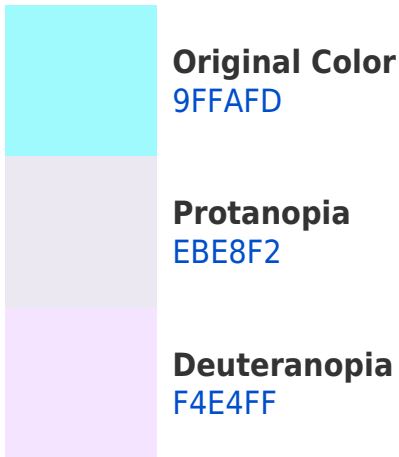 Original Color
9FFAFD
Protanopia
EBE8F2
Deuteranopia
F4E4FF